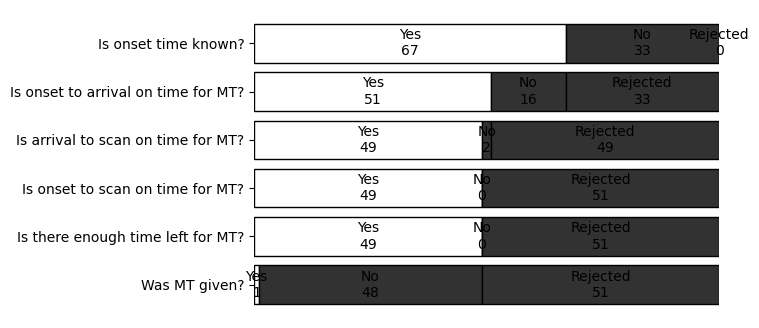 Is onset time known?
Yes
67
No
33
Rejected
0
Is onset to arrival on time for MT?
Yes
51
No
16
Rejected
33
Is arrival to scan on time for MT?
Yes
49
No
2
Rejected
49
Is onset to scan on time for MT?
Yes
49
No
0
Rejected
51
Is there enough time left for MT?
Yes
49
No
0
Rejected
51
Was MT given?
Yes
1
No
48
Rejected
51